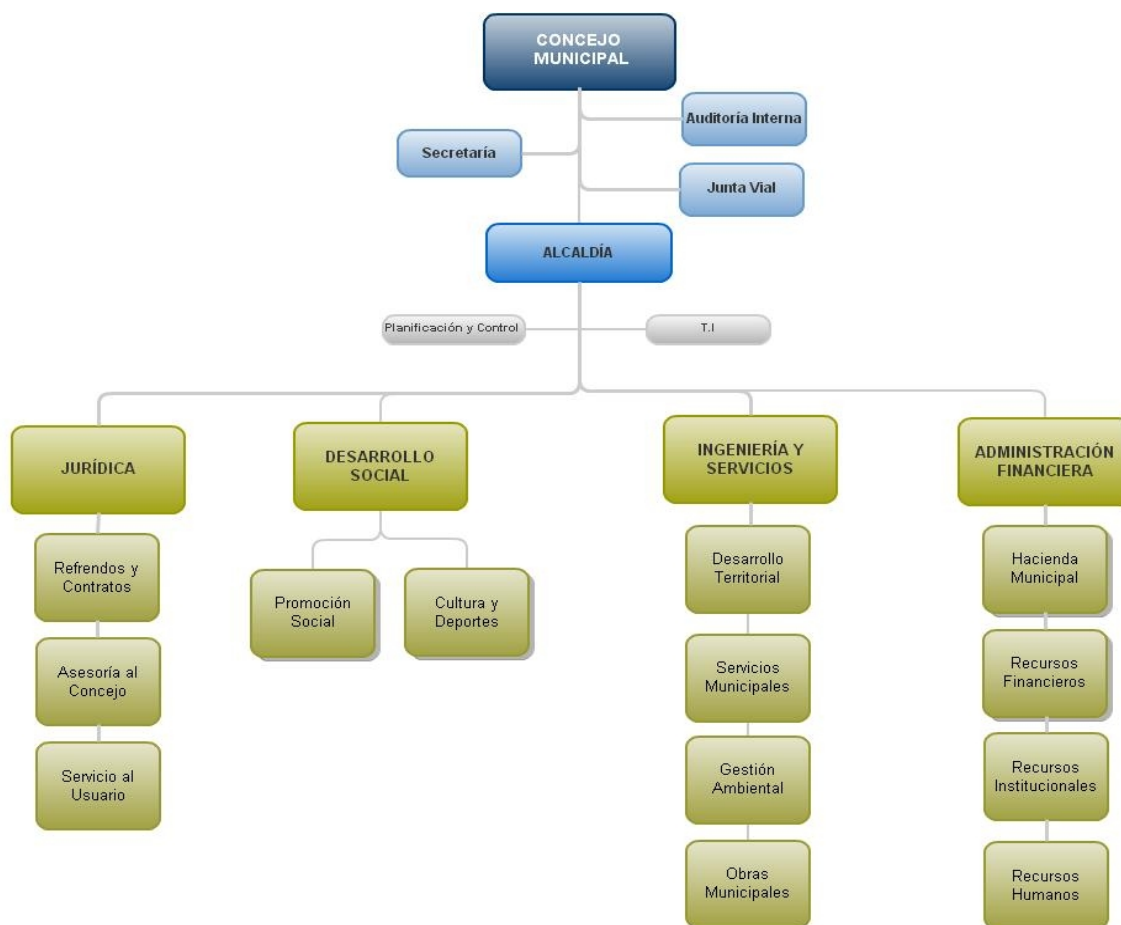 CONCEJO
MUNICIPAL
Auditoría Interna
Secretaría
Junta Vial
ALCALDÍA
Planificación y Control
T.I
JURÍDICA
DESARROLLO
SOCIAL
INGENIERÍA Y
SERVICIOS
ADMINISTRACIÓN
FINANCIERA
Refrendos y
Contratos
Asesoría al
Concejo
Servicio al
Usuario
Promoción
Social
Cultura y
Deportes
Desarrollo
Territorial
Servicios
Municipales
Gestión
Ambiental
Obras
Municipales
Hacienda
Municipal
Recursos
Financieros
Recursos
Institucionales
Recursos
Humanos